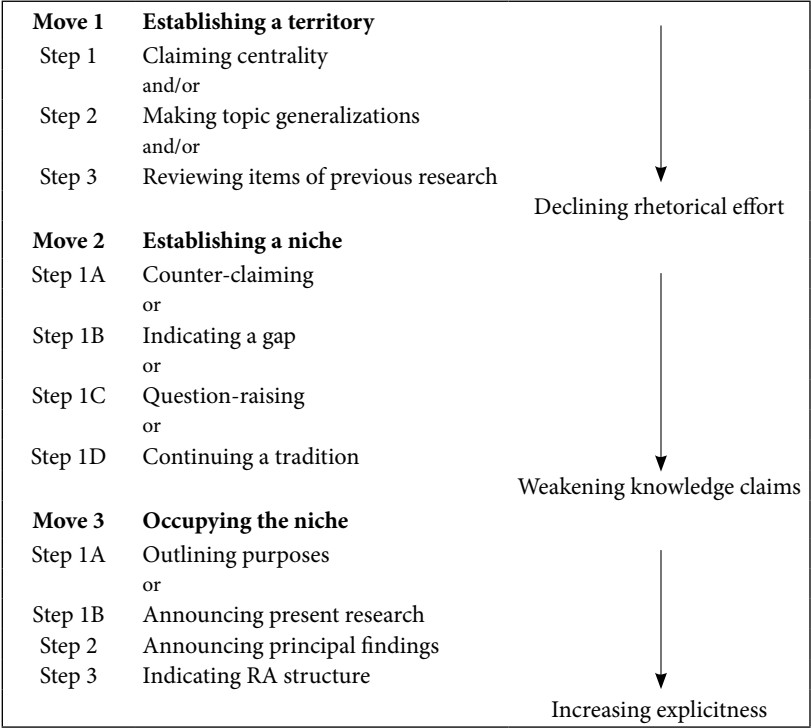 Move 1 Establishing a territory
Step 1 Claiming centrality
and/or
Step 2 Making topic generalizations
and/or
Step 3 Reviewing items of previous research
Declining rhetorical effort
Move 2 Establishing a niche
Step 1A Counter-claiming
or
Step 1B Indicating a gap
or
Step 1C Question-raising
or
Step 1D Continuing a tradition
Weakening knowledge claims
Move 3 Occupying the niche
Step 1A Outlining purposes
or
Step 1B Announcing present research
Step 2 Announcing principal findings
Step 3 Indicating RA structure
Increasing explicitness